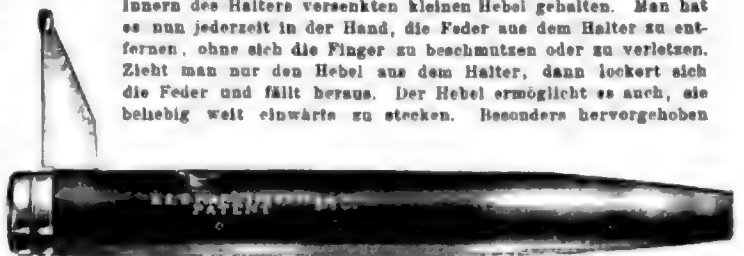 Innern des Halters versenkten kleinen Hebel gehalten. Man hat
es nun jederzeit in der Hand, die Feder aus dem Halter zu ent-
fernen, ohne sich die Finger zu beschmutzen oder zu verletzen.
Zieht man nur den Hebel aus dem Halter, dann lockert sich
die Feder und fällt heraus. Der Hebel ermöglicht es auch, sie
beliebig weit einwärts zu stecken. Besonders hervorgehoben
PATENT